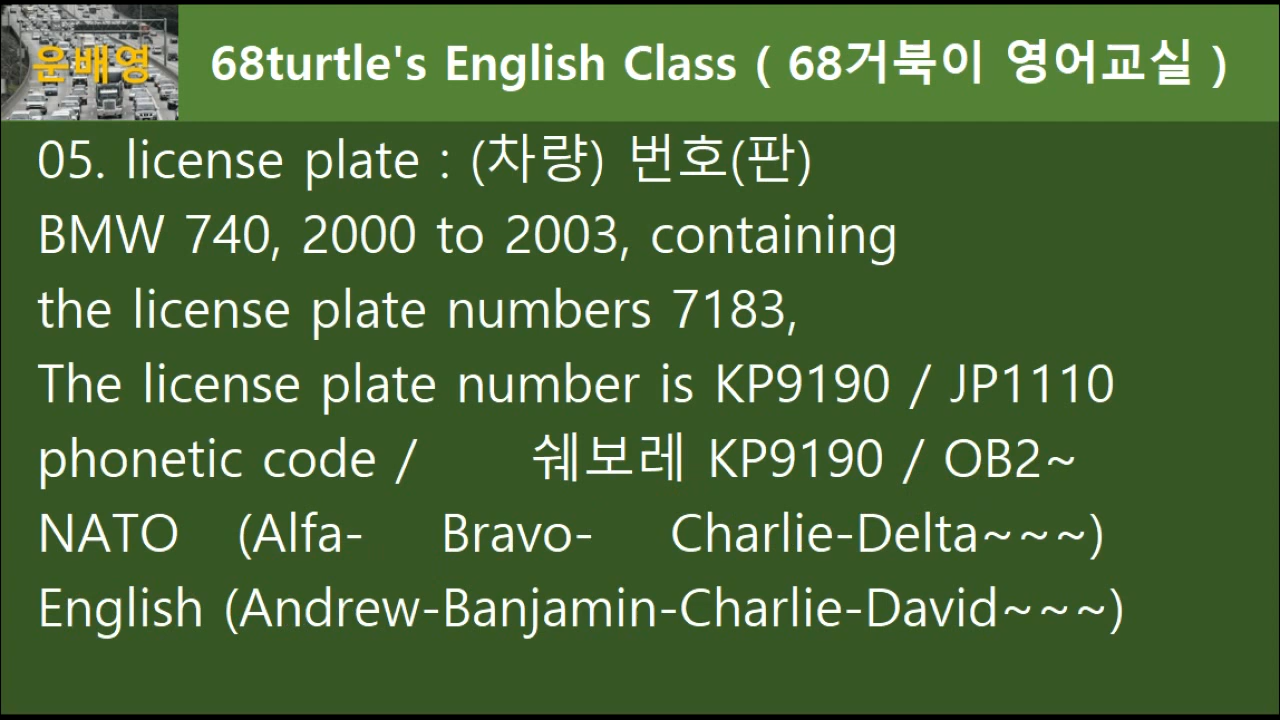 윤배영
68turtle's English Class ( 68거북이 영어교실 )
05. license plate : (차량) 번호(판)
BMW 740, 2000 to 2003, containing
the license plate numbers 7183,
The license plate number is KP9190 / JP1110
phonetic code / 쉐보레 KP9190 / OB2~
NATO (Alfa- Bravo- Charlie-Delta~~~)
English (Andrew-Banjamin-Charlie-David~~~)